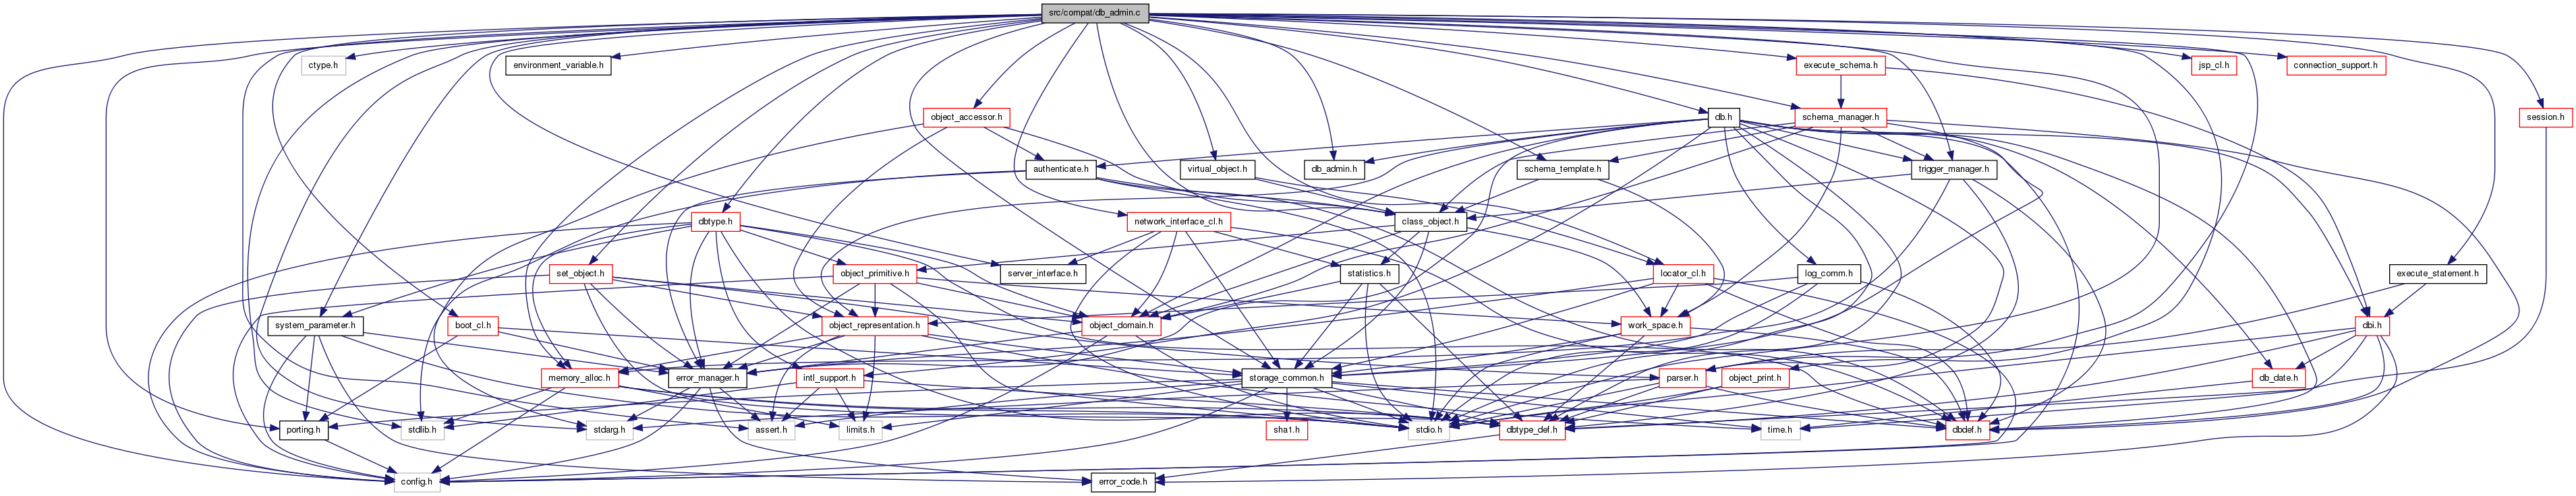 src/compat/db_admin.c
ctype.h
environment_variable.h
execute_schema.h
jsp_cl.h
connection_support.h
object_accessor.h
db.h
schema_manager.h
session.h
authenticate.h
virtual_object.h
db_admin.h
schema_template.h
trigger_manager.h
dbtype.h
network_interface_cl.h
class_object.h
set_object.h
object_primitive.h
server_interface.h
statistics.h
locator_cl.h
log_comm.h
execute_statement.h
system_parameter.h
boot_cl.h
object_representation.h
object_domain.h
work_space.h
dbi.h
memory_alloc.h
error_manager.h
intl_support.h
storage_common.h
parser.h
object_print.h
db_date.h
porting.h
stdlib.h
stdarg.h
assert.h
limits.h
sha1.h
stdio.h
dbtype_def.h
time.h
dbdef.h
config.h
error_code.h